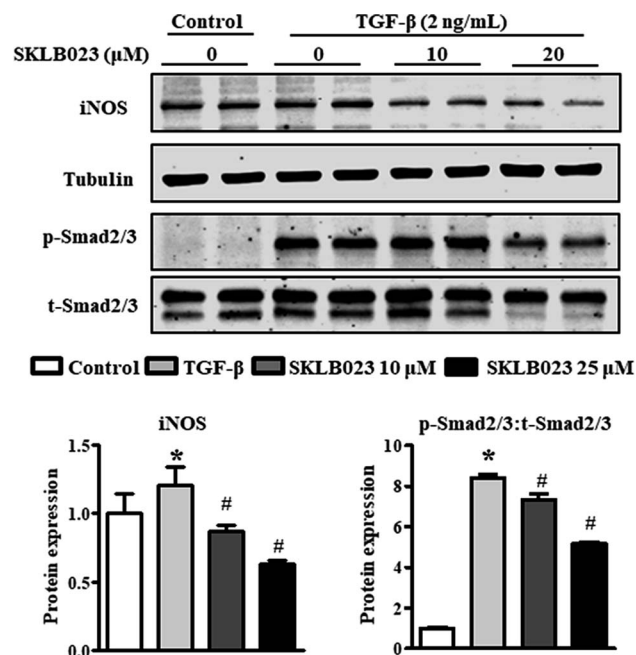 Control TGF-β (2 ng/mL)
SKLB023 (μM) 0 0 10 20
iNOS
Tubulin
p-Smad2/3
t-Smad2/3
Control TGF-β SKLB023 10 μM SKLB023 25 μM
iNOS
Protein expression
1.5
1.0
0.5
0.0
*
#
#
p-Smad2/3:t-Smad2/3
Protein expression
10
8
6
4
2
0
*
#
#